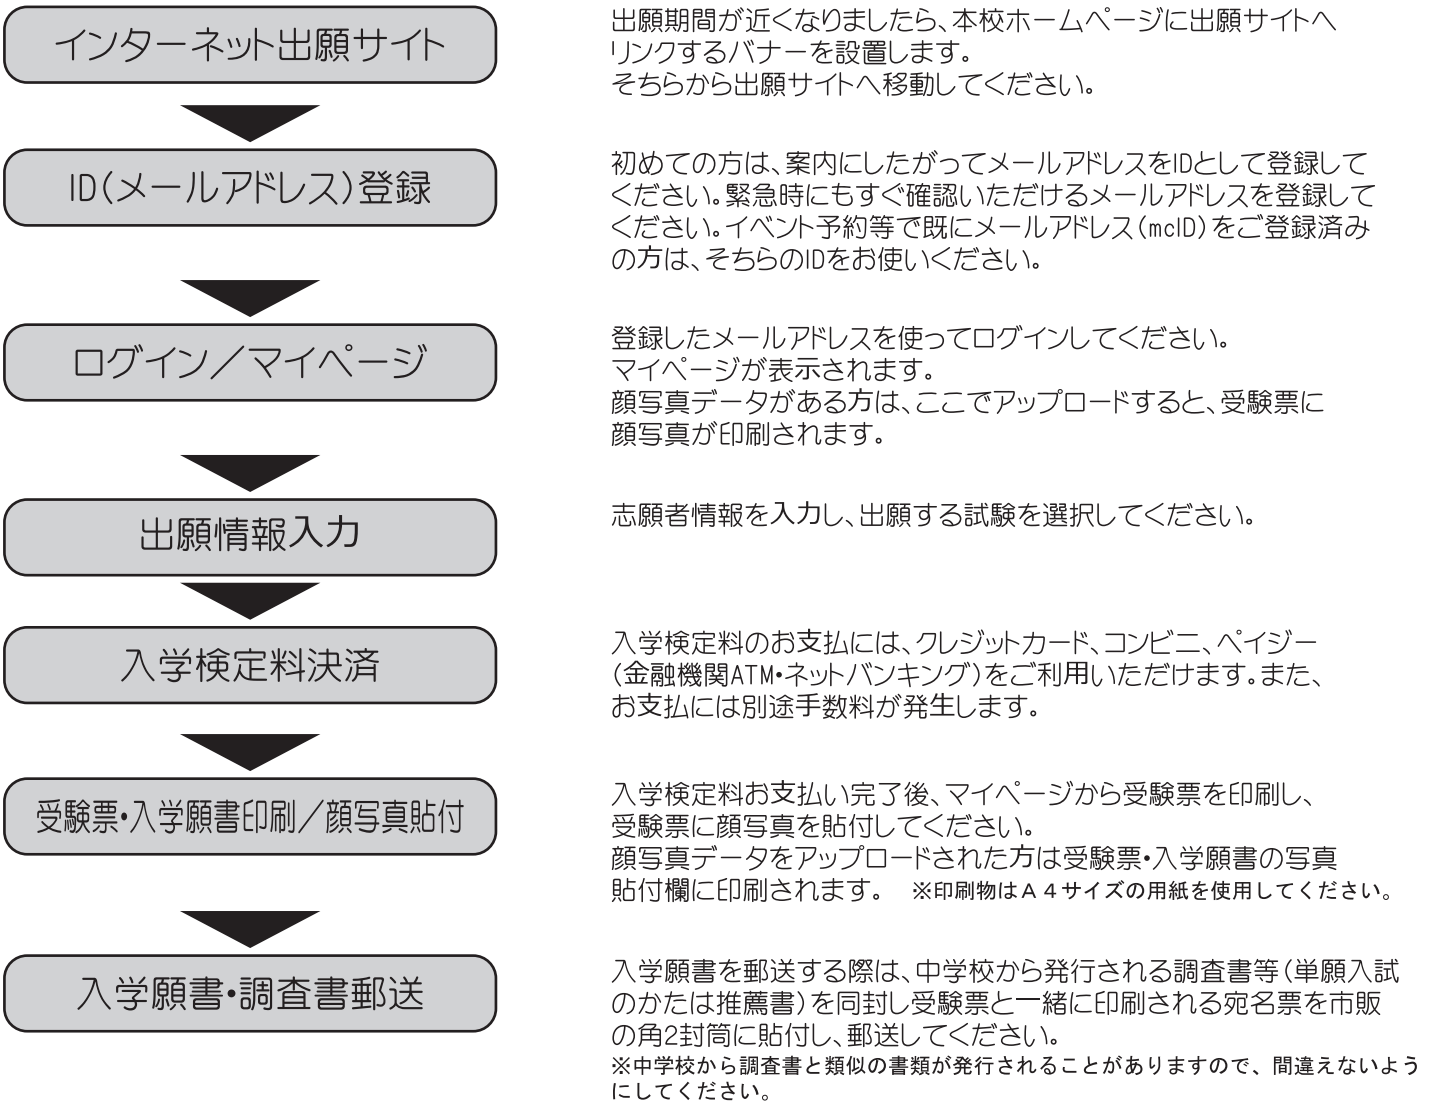 インターネット出願サイト
出願期間が近くなりましたら、本校ホームページに出願サイトへ
リンクするバナーを設置します。
そちらから出願サイトへ移動してください。
ID(メールアドレス)登録
初めての方は、案内にしたがってメールアドレスをIDとして登録して
ください。緊急時にもすぐ確認いただけるメールアドレスを登録して
ください。イベント予約等で既にメールアドレス(mcID)をご登録済み
の方は、そちらのIDをお使いください。
ログイン/マイページ
登録したメールアドレスを使ってログインしてください。
マイページが表示されます。
顔写真データがある方は、ここでアップロードすると、受験票に
顔写真が印刷されます。
出願情報入力
志願者情報を入力し、出願する試験を選択してください。
入学検定料決済
入学検定料のお支払には、クレジットカード、コンビニ、ペイジー
(金融機関ATM・ネットバンキング)をご利用いただけます。また、
お支払には別途手数料が発生します。
受験票・入学願書印刷/顔写真貼付
入学検定料お支払い完了後、マイページから受験票を印刷し、
受験票に顔写真を貼付してください。
顔写真データをアップロードされた方は受験票・入学願書の写真
貼付欄に印刷されます。 ※印刷物はA4サイズの用紙を使用してください。
入学願書・調査書郵送
入学願書を郵送する際は、中学校から発行される調査書等(単願入試
のかたは推薦書)を同封し受験票と一緒に印刷される宛名票を市販
の角2封筒に貼付し、郵送してください。
※中学校から調査書と類似の書類が発行されることがありますので、間違えないよう
にしてください。